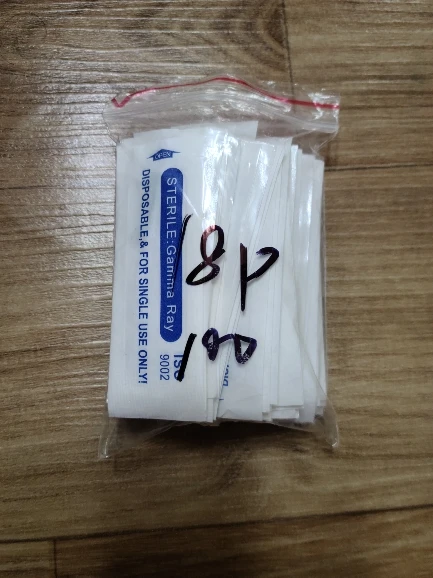 OPEN
STERILE:Gamma Ray
DISPOSABLE,& FOR SINGLE USE ONLY!
ISO
9002
18P
100